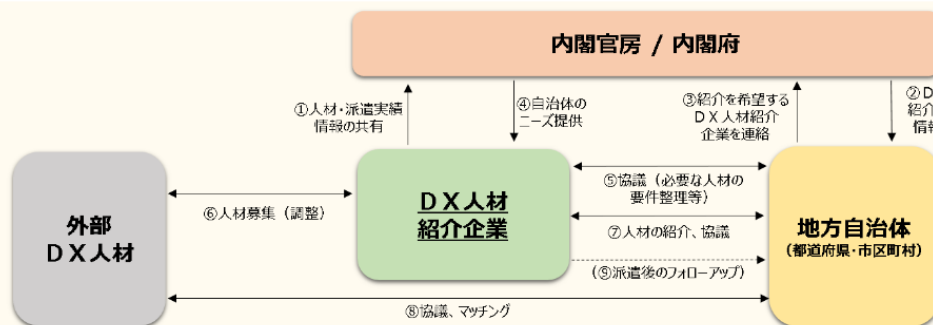 内閣官房 / 内閣府
①人材・派遣実績
情報の共有
④自治体の
ニーズ提供
③紹介を希望する
DX人材紹介
企業を連絡
②D
紹介
情報
外部
DX人材
⑥人材募集（調整）
DX人材
紹介企業
⑤協議（必要な人材の
要件整理等）
⑦人材の紹介、協議
（⑨派遣後のフォローアップ）
地方自治体
（都道府県・市区町村）
⑧協議、マッチング